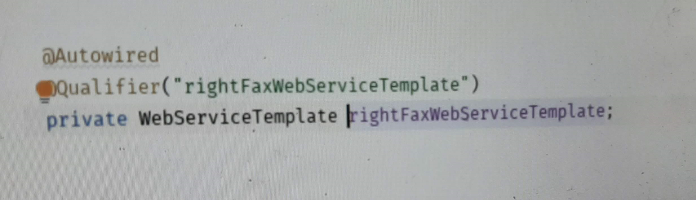 @Autowired
@Qualifier("rightFaxWebServiceTemplate")
private WebServiceTemplate rightFaxWebServiceTemplate;